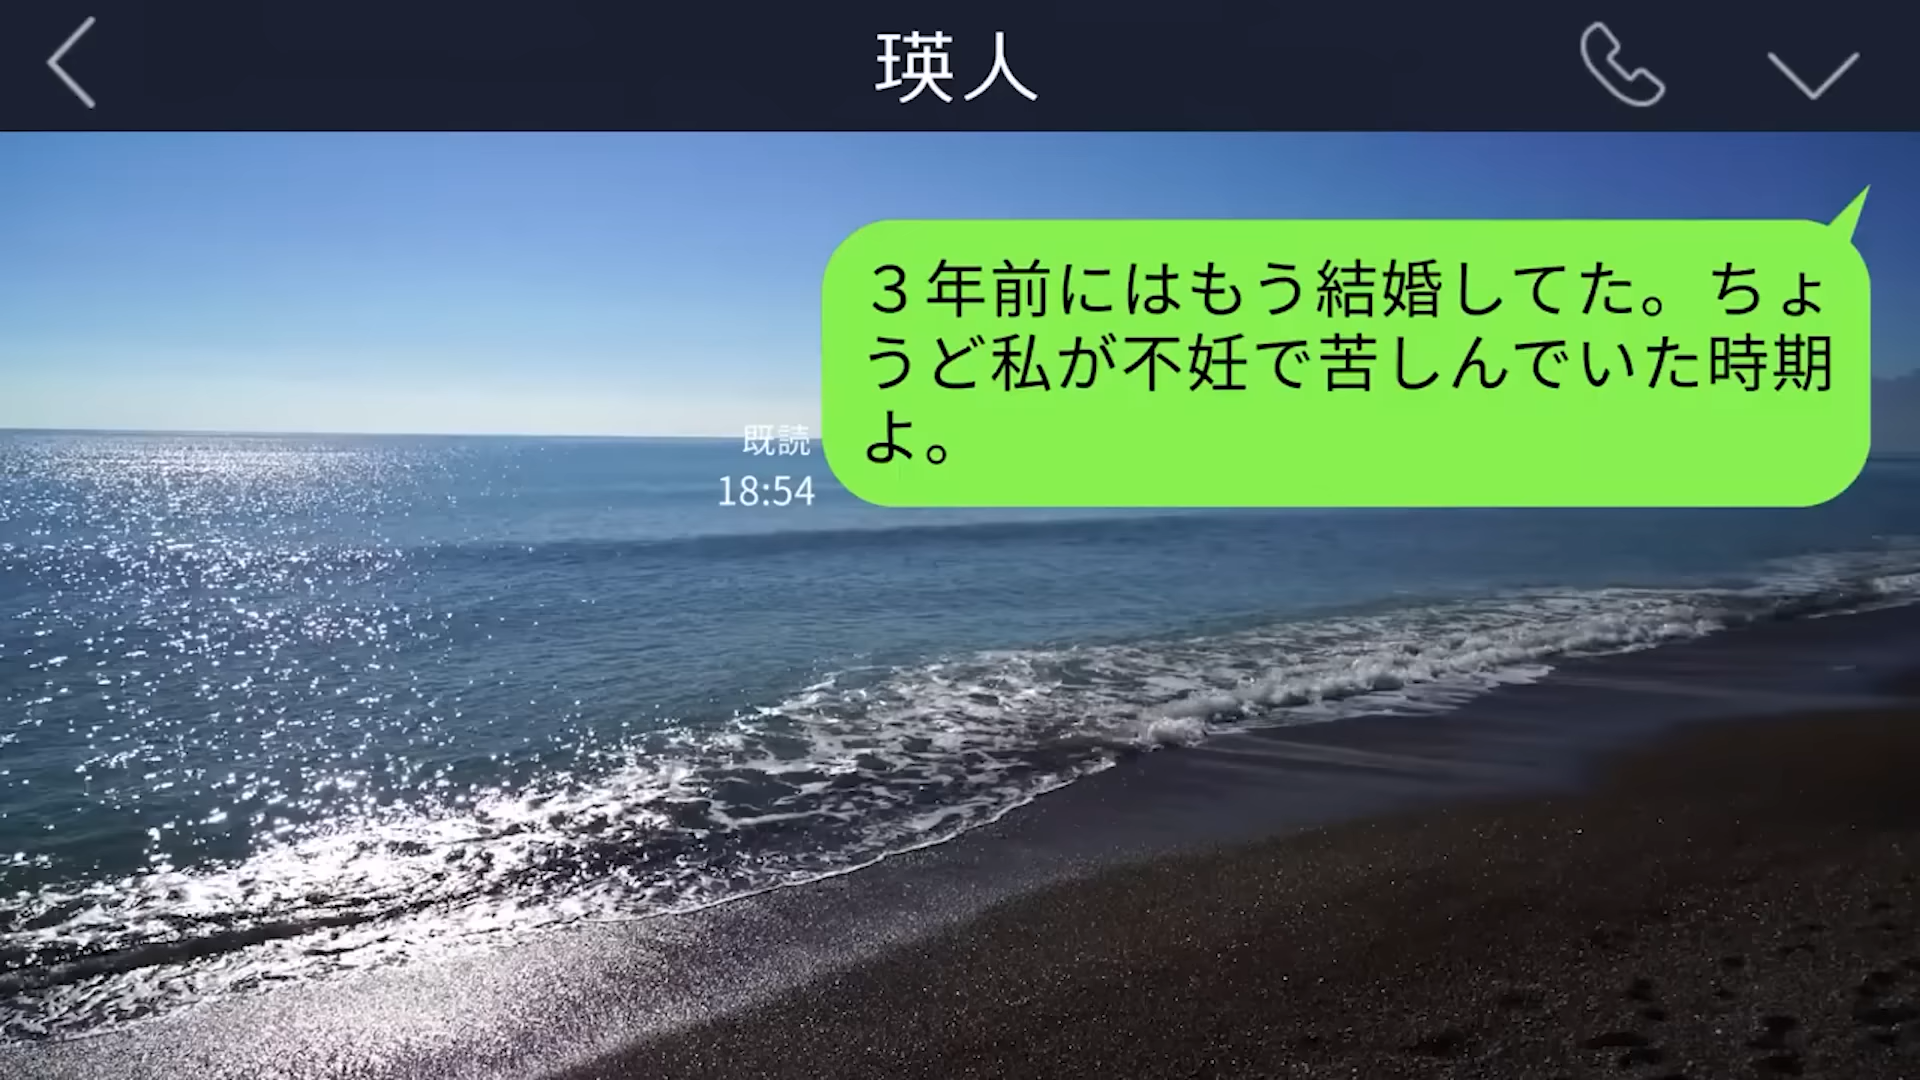 瑛人
３年前にはもう結婚してた。ちょ
うど私が不妊で苦しんでいた時期
よ。
既読
18:54